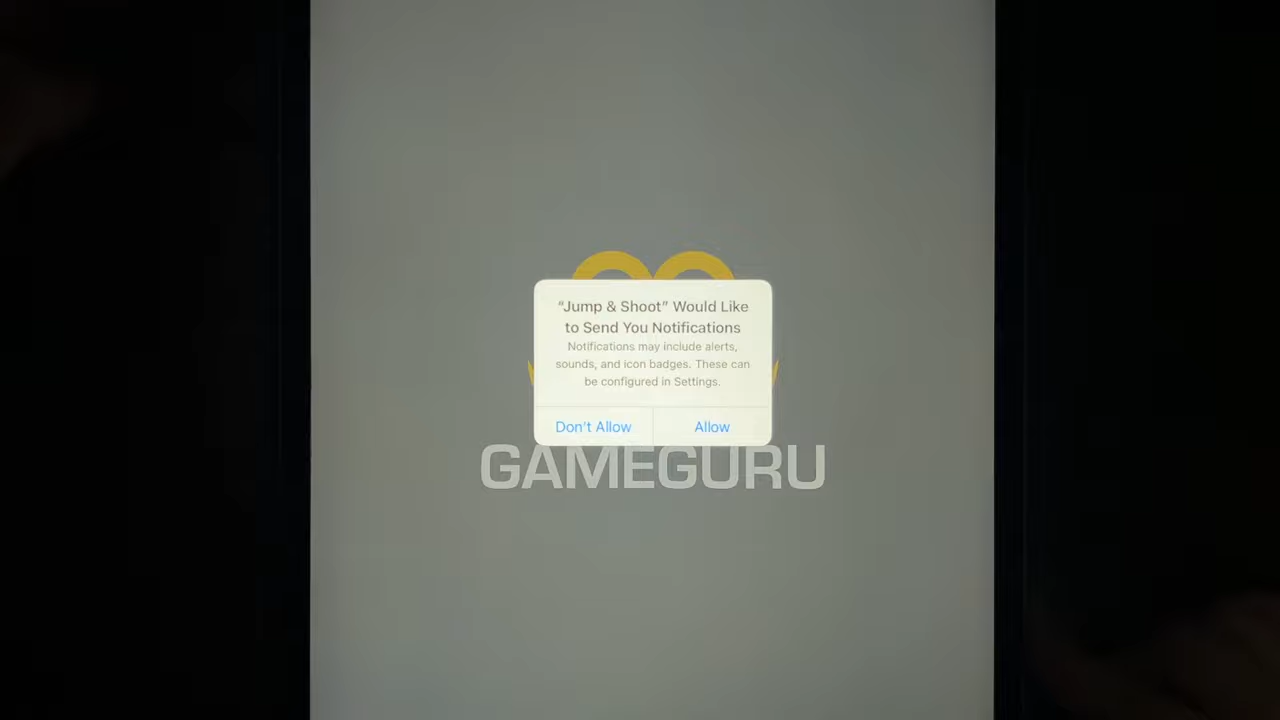 “Jump & Shoot” Would Like
to Send You Notifications
Notifications may include alerts,
sounds, and icon badges. These can
be configured in Settings.
Don’t Allow Allow
GAMEGURU